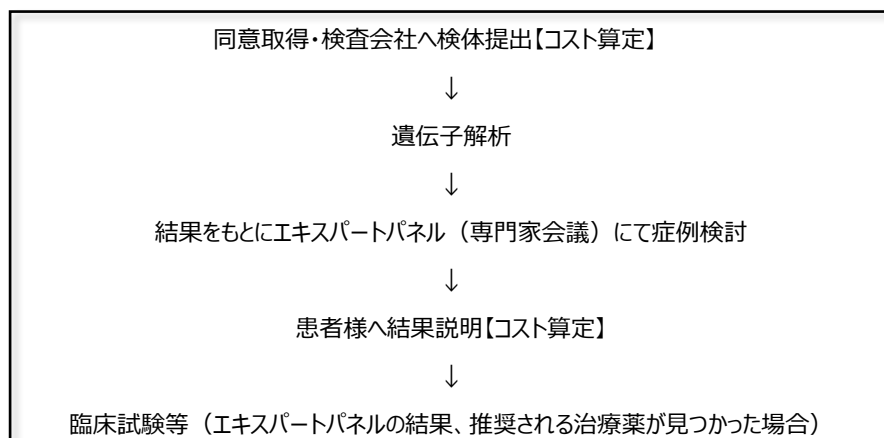 同意取得・検査会社へ検体提出【コスト算定】
↓
遺伝子解析
↓
結果をもとにエキスパートパネル（専門家会議）にて症例検討
↓
患者様へ結果説明【コスト算定】
↓
臨床試験等（エキスパートパネルの結果、推奨される治療薬が見つかった場合）